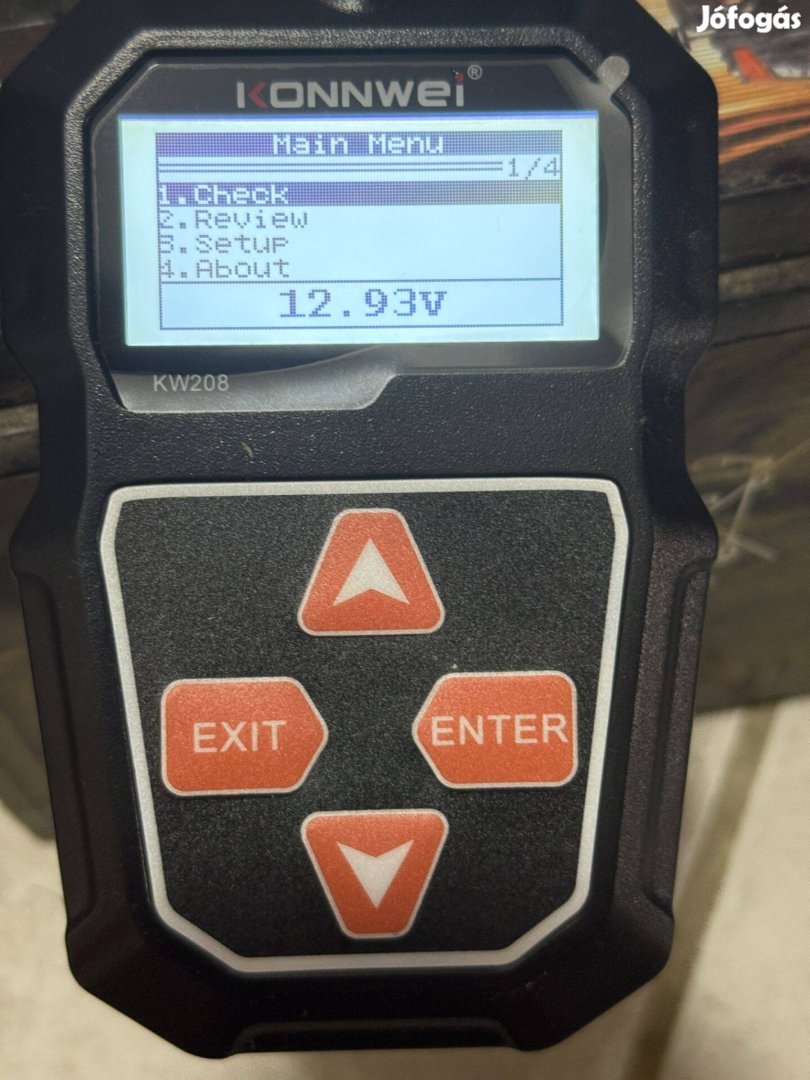 Jófogás
KONNWEI®
Main Menu
1/4
1.Check
2.Review
3.Setup
4.About
12.93v
KW208
EXIT
ENTER